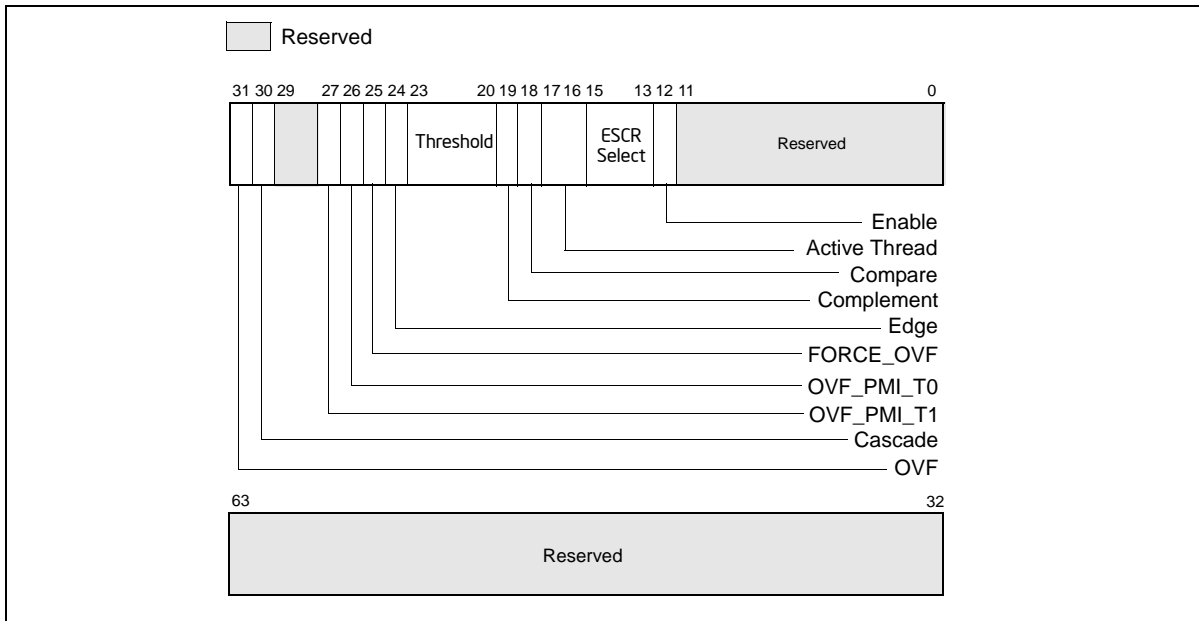 Reserved
31 30 29 27 26 25 24 23 20 19 18 17 16 15 13 12 11 0
Threshold
ESCR
Select
Reserved
Enable
Active Thread
Compare
Complement
Edge
FORCE_OVF
OVF_PMI_T0
OVF_PMI_T1
Cascade
OVF
63 32
Reserved